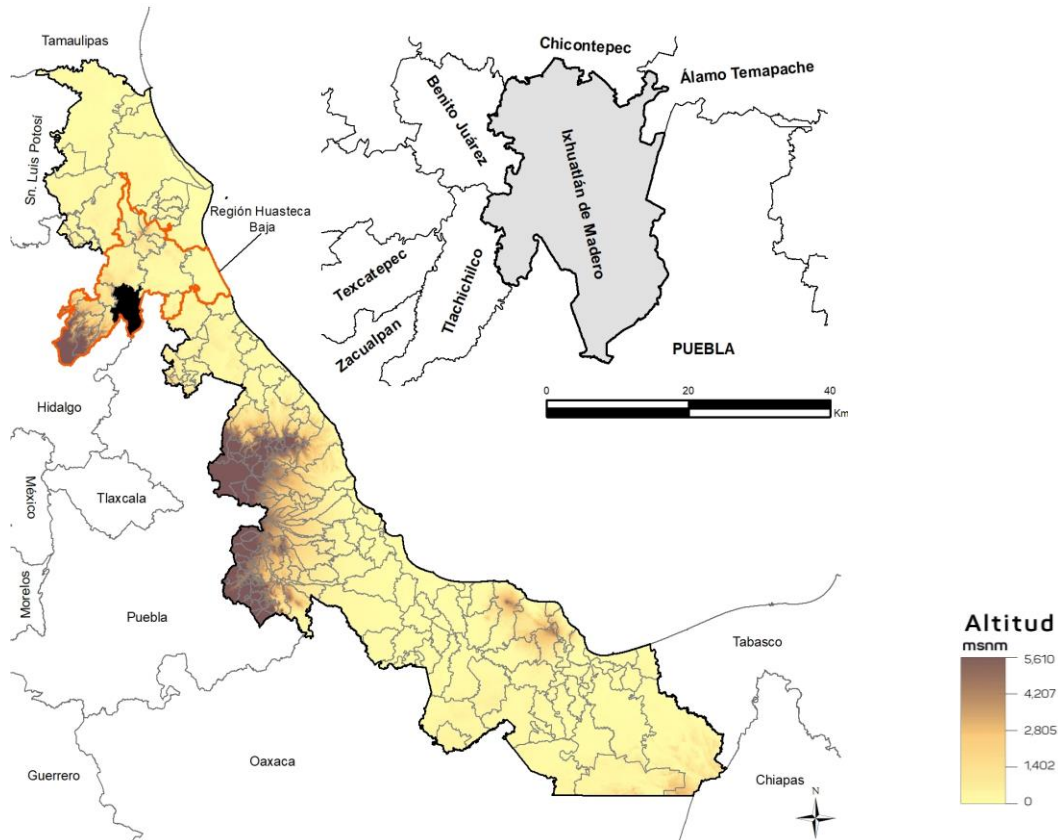 Tamaulipas
Sn. Luis Potosí
Región Huasteca
Baja
Hidalgo
México
Tlaxcala
Morelos
Puebla
Guerrero
Oaxaca
Tabasco
Chiapas
N
Chicontepec
Álamo Temapache
Benito Juárez
Ixhuatlán de Madero
Texcatepec
Tlachichilco
Zacualpan
PUEBLA
0 20 40
Km
Altitud
msnm
5,610
4,207
2,805
1,402
0